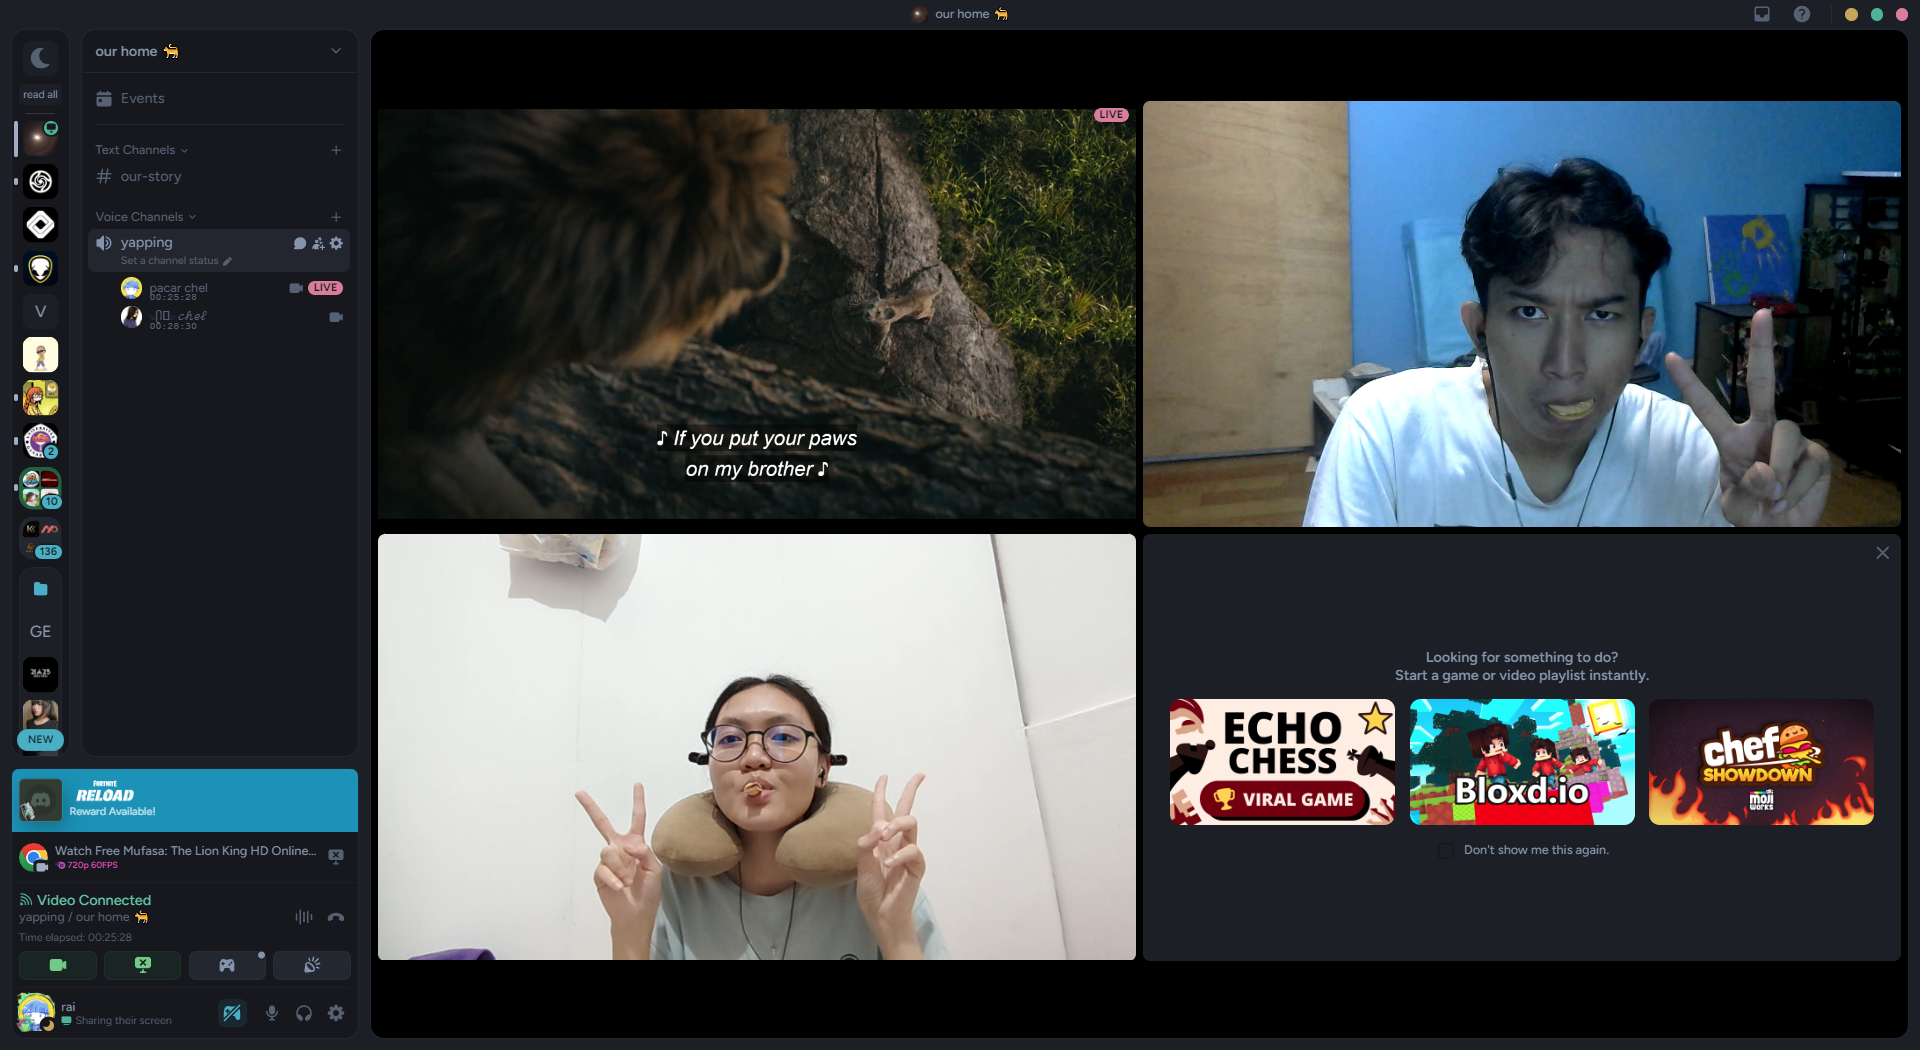 our home
our home
read all
Events
Text Channels
our-story
Voice Channels
yapping
Set a channel status
pacar chel
00:25:28
LIVE
chel
00:28:30
V
2
10
136
GE
NEW
LIVE
♪ If you put your paws
on my brother ♪
Looking for something to do?
Start a game or video playlist instantly.
ECHO
CHESS
VIRAL GAME
Bloxd.io
chef
SHOWDOWN
moji
works
Don't show me this again.
FORTNITE
RELOAD
Reward Available!
Watch Free Mufasa: The Lion King HD Online...
720p 60FPS
Video Connected
yapping / our home
Time elapsed: 00:25:28
rai
Sharing their screen